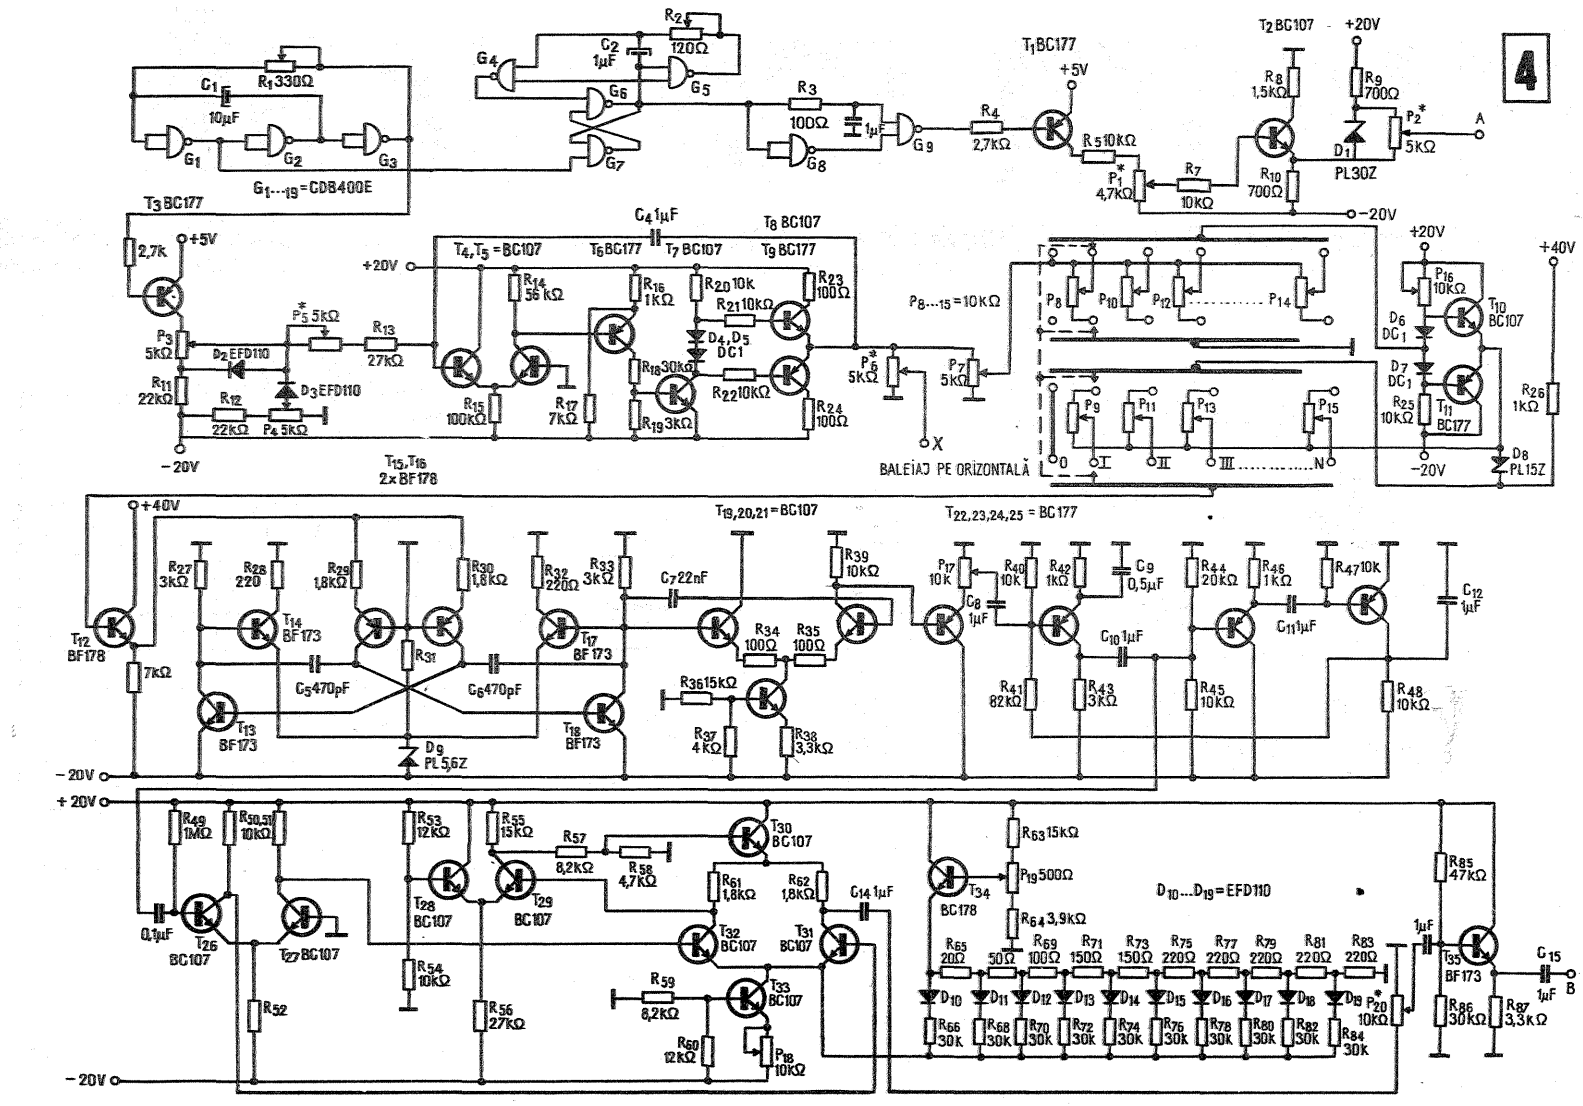 4
R2
120Ω
C2
1µF
G4
G5
G6
G7
R1 330Ω
C1
10µF
G1
G2
G3
G1...19=CDB400E
R3
100Ω
1µF
G8
G9
R4
2,7kΩ
T1 BC177
+5V
R5 10kΩ
P1*
4,7kΩ
R7
10kΩ
T2 BC107
+20V
R8
1,5kΩ
R9
700Ω
D1
PL30Z
P2*
5kΩ
A
R10
700Ω
-20V
T3 BC177
2,7k
+5V
P3
5kΩ
R11
22kΩ
-20V
D2 EFD110
D3 EFD110
R12
22kΩ
P4 5kΩ
P5* 5kΩ
R13
27kΩ
+20V
C4 1µF
T4,T5=BC107
T6 BC177
T7 BC107
T8 BC107
T9 BC177
R14
56kΩ
R15
100kΩ
R16
1kΩ
R17
7kΩ
R18 30kΩ
R19 3kΩ
R20 10k
R21 10kΩ
D4,D5
DC1
R22 10kΩ
R23
100Ω
R24
100Ω
P6*
5kΩ
X
P7
5kΩ
P8...15=10kΩ
P8
P10
P12
P14
P9
P11
P13
P15
0 I II III ........ N
BALEIAJ PE ORIZONTALĂ
+20V
P16
10kΩ
D6
DC1
D7
DC1
R25
10kΩ
-20V
T10
BC107
T11
BC177
+40V
R26
1kΩ
D8
PL15Z
T15,T16
2xBF178
+40V
T12
BF178
7kΩ
R27
3kΩ
R28
220
T14
BF173
R29
1,8kΩ
R30
1,8kΩ
R31
C5 470pF
C6 470pF
T13
BF173
D9
PL5,6Z
R32
220Ω
R33
3kΩ
T17
BF173
T18
BF173
-20V
T19,20,21=BC107
C7 22nF
R34
100Ω
R35
100Ω
R36 15kΩ
R37
4kΩ
R38
3,3kΩ
R39
10kΩ
T22,23,24,25=BC177
P17
10k
C8
1µF
R40
10k
R41
82kΩ
R42
1kΩ
C9
0,5µF
C10 1µF
R43
3kΩ
R44
20kΩ
R45
10kΩ
R46
1kΩ
C11 1µF
R47 10k
R48
10kΩ
C12
1µF
+20V
R49
1MΩ
R50,51
10kΩ
0,1µF
T26
BC107
T27 BC107
R52
-20V
R53
12kΩ
R54
10kΩ
T28
BC107
R55
15kΩ
T29
BC107
R56
27kΩ
R57
8,2kΩ
R58
4,7kΩ
T30
BC107
R61
1,8kΩ
R62
1,8kΩ
C14 1µF
T32
BC107
T31
BC107
R59
8,2kΩ
T33
BC107
R60
12kΩ
P18
10kΩ
T34
BC178
R63 15kΩ
P19 500Ω
R64 3,9kΩ
D10...D19=EFD110
R65
20Ω
50Ω
R69
100Ω
R71
150Ω
R73
150Ω
R75
220Ω
R77
220Ω
R79
220Ω
R81
220Ω
R83
220Ω
D10 D11 D12 D13 D14 D15 D16 D17 D18 D19
R66
30k
R68
30k
R70
30k
R72
30k
R74
30k
R76
30k
R78
30k
R80
30k
R82
30k
R84
30k
P20*
10kΩ
1µF
R85
47kΩ
T35
BF173
R86
30kΩ
R87
3,3kΩ
C15
1µF
B